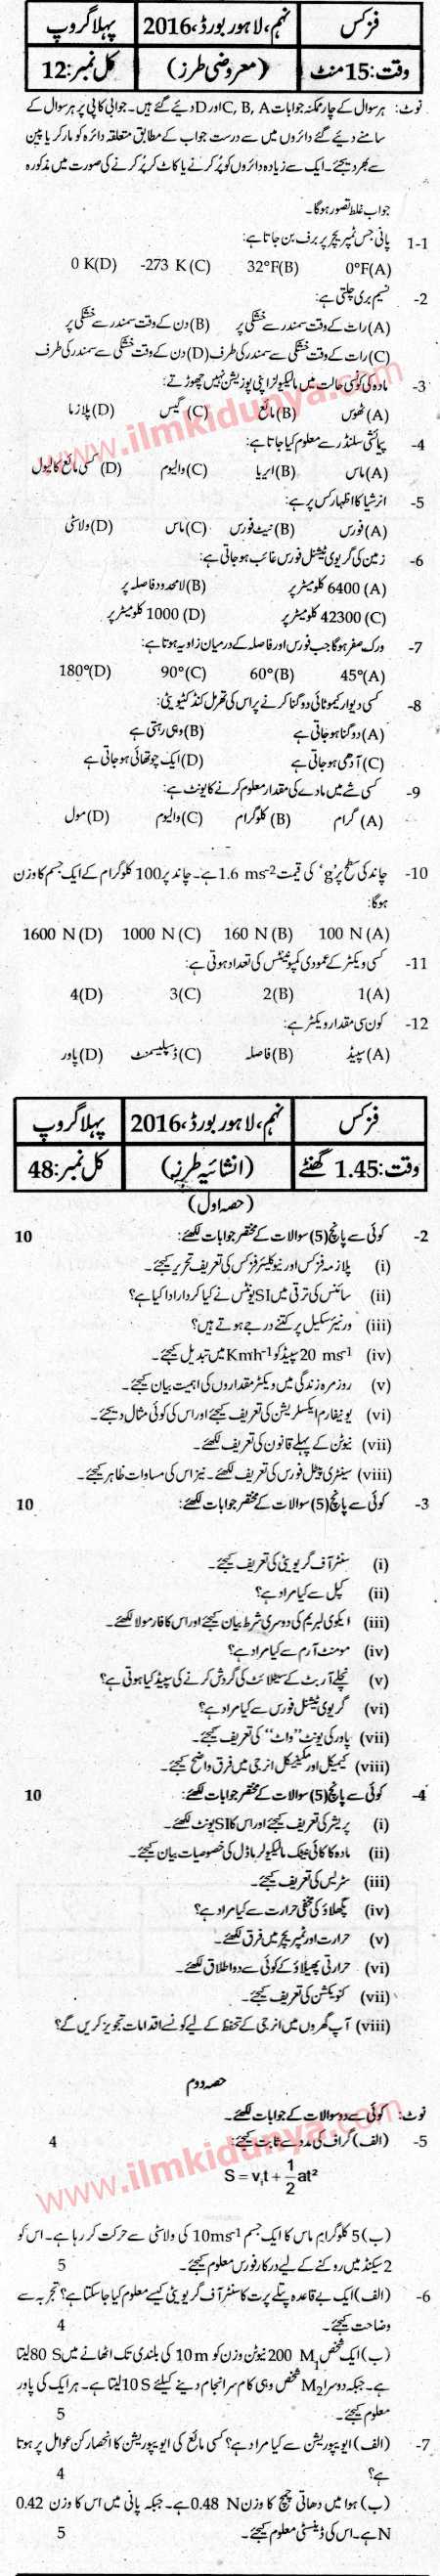 فزکس نہم، لاہور بورڈ، 2016 پہلا گروپ
وقت: 15 منٹ (معروضی طرز) کل نمبر: 12
نوٹ: ہر سوال کے چار ممکنہ جوابات C, B, A اور D دیے گئے ہیں۔ جوابی کاپی پر ہر سوال کے
سامنے دیے گئے دائروں میں سے درست جواب کے مطابق متعلقہ دائرہ کو مارکر یا پین
سے بھر دیجئے۔ ایک سے زیادہ دائروں کو پُر کرنے یا کاٹ کر پُر کرنے کی صورت میں مذکورہ
جواب غلط تصور ہوگا۔
1-1 پانی جس ٹمپریچر پر برف بن جاتا ہے:
0°F(A) 32°F(B) -273 K(C) 0 K(D)
-2 نسیم بری چلتی ہے:
(A) رات کے وقت سمندر سے خشکی پر (B) دن کے وقت سمندر سے خشکی پر
(C) رات کے وقت خشکی سے سمندر کی طرف (D) دن کے وقت خشکی سے سمندر کی طرف
-3 مادہ کی کونسی حالت میں مالیکیولز اپنی پوزیشن نہیں چھوڑتے:
(A) ٹھوس (B) مائع (C) گیس (D) پلازما
-4 پیمائشی سلنڈر سے معلوم کیا جاتا ہے:
(A) ماس (B) ایریا (C) والیوم (D) کسی مائع کا لیول
-5 انرشیا کا انحصار کس پر ہے:
(A) فورس (B) نیٹ فورس (C) ماس (D) ولاسٹی
-6 زمین کی گریوی ٹیشنل فورس غائب ہو جاتی ہے:
(A) 6400 کلومیٹر پر (B) لامحدود فاصلہ پر
(C) 42300 کلومیٹر پر (D) 1000 کلومیٹر پر
-7 ورک صفر ہوگا جب فورس اور فاصلہ کے درمیان زاویہ ہوتا ہے:
45°(A) 60°(B) 90°(C) 180°(D)
-8 کسی دیوار کی موٹائی دوگنا کرنے پر اس کی تھرمل کنڈکٹیویٹی:
(A) دوگنا ہو جاتی ہے (B) وہی رہتی ہے
(C) آدھی ہو جاتی ہے (D) ایک چوتھائی ہو جاتی ہے
-9 کسی شے میں مادے کی مقدار معلوم کرنے کا یونٹ ہے:
(A) گرام (B) کلوگرام (C) والیوم (D) مول
-10 چاند کی سطح پر 'g' کی قیمت 1.6 ms⁻² ہے۔ چاند پر 100 کلوگرام کے ایک جسم کا وزن
ہوگا:
100 N(A) 160 N(B) 1000 N(C) 1600 N(D)
-11 کسی ویکٹر کے عمودی کمپونینٹس کی تعداد ہوتی ہے:
1(A) 2(B) 3(C) 4(D)
-12 کون سی مقدار ویکٹر ہے:
(A) سپیڈ (B) فاصلہ (C) ڈسپلیسمنٹ (D) پاور
فزکس نہم، لاہور بورڈ، 2016 پہلا گروپ
وقت: 1.45 گھنٹے (انشائیہ طرز) کل نمبر: 48
(حصہ اول)
-2 کوئی سے پانچ (5) سوالات کے مختصر جوابات لکھئے: 10
(i) پلازمہ فزکس اور نیوکلیئر فزکس کی تعریف تحریر کیجئے۔
(ii) سائنس کی ترقی میں SI یونٹس نے کیا کردار ادا کیا ہے؟
(iii) ورنیئر سکیل پر کتنے درجے ہوتے ہیں؟
(iv) 20 ms⁻¹ سپیڈ کو Kmh⁻¹ میں تبدیل کیجئے۔
(v) روزمرہ زندگی میں ویکٹر مقداروں کی اہمیت بیان کیجئے۔
(vi) یونیفارم ایکسلریشن کی تعریف کیجئے اور اس کی کوئی مثال دیجئے۔
(vii) نیوٹن کے پہلے قانون کی تعریف لکھئے۔
(viii) سینٹری پیٹل فورس کی تعریف لکھئے۔ نیز اس کی مساوات ظاہر کیجئے۔
-3 کوئی سے پانچ (5) سوالات کے مختصر جوابات لکھئے: 10
(i) سنٹر آف گریویٹی کی تعریف کیجئے۔
(ii) کپل سے کیا مراد ہے؟
(iii) ایکوی لبریم کی دوسری شرط بیان کیجئے اور اس کا فارمولا لکھئے۔
(iv) مومنٹ آرم سے کیا مراد ہے؟
(v) نچلے آربٹ کے سیٹلائٹ کی گردش کرنے کی سپیڈ کیا ہوتی ہے؟
(vi) گریوی ٹیشنل فورس سے کیا مراد ہے؟
(vii) پاور کی یونٹ "واٹ" کی تعریف کیجئے۔
(viii) کیمیکل اور مکینیکل انرجی میں فرق واضح کیجئے۔
-4 کوئی سے پانچ (5) سوالات کے مختصر جوابات لکھئے: 10
(i) پریشر کی تعریف کیجئے اور اس کا SI یونٹ لکھئے۔
(ii) مادہ کا کائی نیٹک مالیکیولر ماڈل کی خصوصیات بیان کیجئے۔
(iii) سٹریس کی تعریف کیجئے۔
(iv) پگھلاؤ کی مخفی حرارت سے کیا مراد ہے؟
(v) حرارت اور ٹمپریچر میں فرق لکھئے۔
(vi) حرارتی پھیلاؤ کے کوئی سے دو اطلاق لکھئے۔
(vii) کنویکشن کی تعریف کیجئے۔
(viii) آپ گھروں میں انرجی کے تحفظ کے لیے کونسے اقدامات تجویز کریں گے؟
حصہ دوم
نوٹ: کوئی سے دو سوالات کے جوابات لکھئے۔
-5 (الف) گراف کی مدد سے ثابت کیجئے: 4
S = vᵢt + 1/2 at²
(ب) 5 کلوگرام ماس کا ایک جسم 10ms⁻¹ کی ولاسٹی سے حرکت کر رہا ہے۔ اس کو
2 سیکنڈ میں روکنے کے لیے درکار فورس معلوم کیجئے۔ 5
-6 (الف) ایک بے قاعدہ پتلے پرت کا سنٹر آف گریویٹی کیسے معلوم کیا جا سکتا ہے؟ تجربہ سے
وضاحت کیجئے۔ 4
(ب) ایک شخص M₁ 200 نیوٹن وزن کو 10 m کی بلندی تک اٹھانے میں 80 S لیتا
ہے۔ جبکہ دوسرا M₂ شخص وہی کام سرانجام دینے کیلئے 10 S لیتا ہے۔ ہر ایک کی پاور
معلوم کیجئے۔ 5
-7 (الف) ایویپوریشن سے کیا مراد ہے؟ کسی مائع کی ایویپوریشن کا انحصار کن عوامل پر ہوتا
ہے؟ 4
(ب) ہوا میں دھاتی چمچ کا وزن 0.48 N ہے۔ جبکہ پانی میں اس کا وزن 0.42
N ہے۔ اس کی ڈینسٹی معلوم کیجئے۔ 5
www.ilmkidunya.com
www.ilmkidunya.com